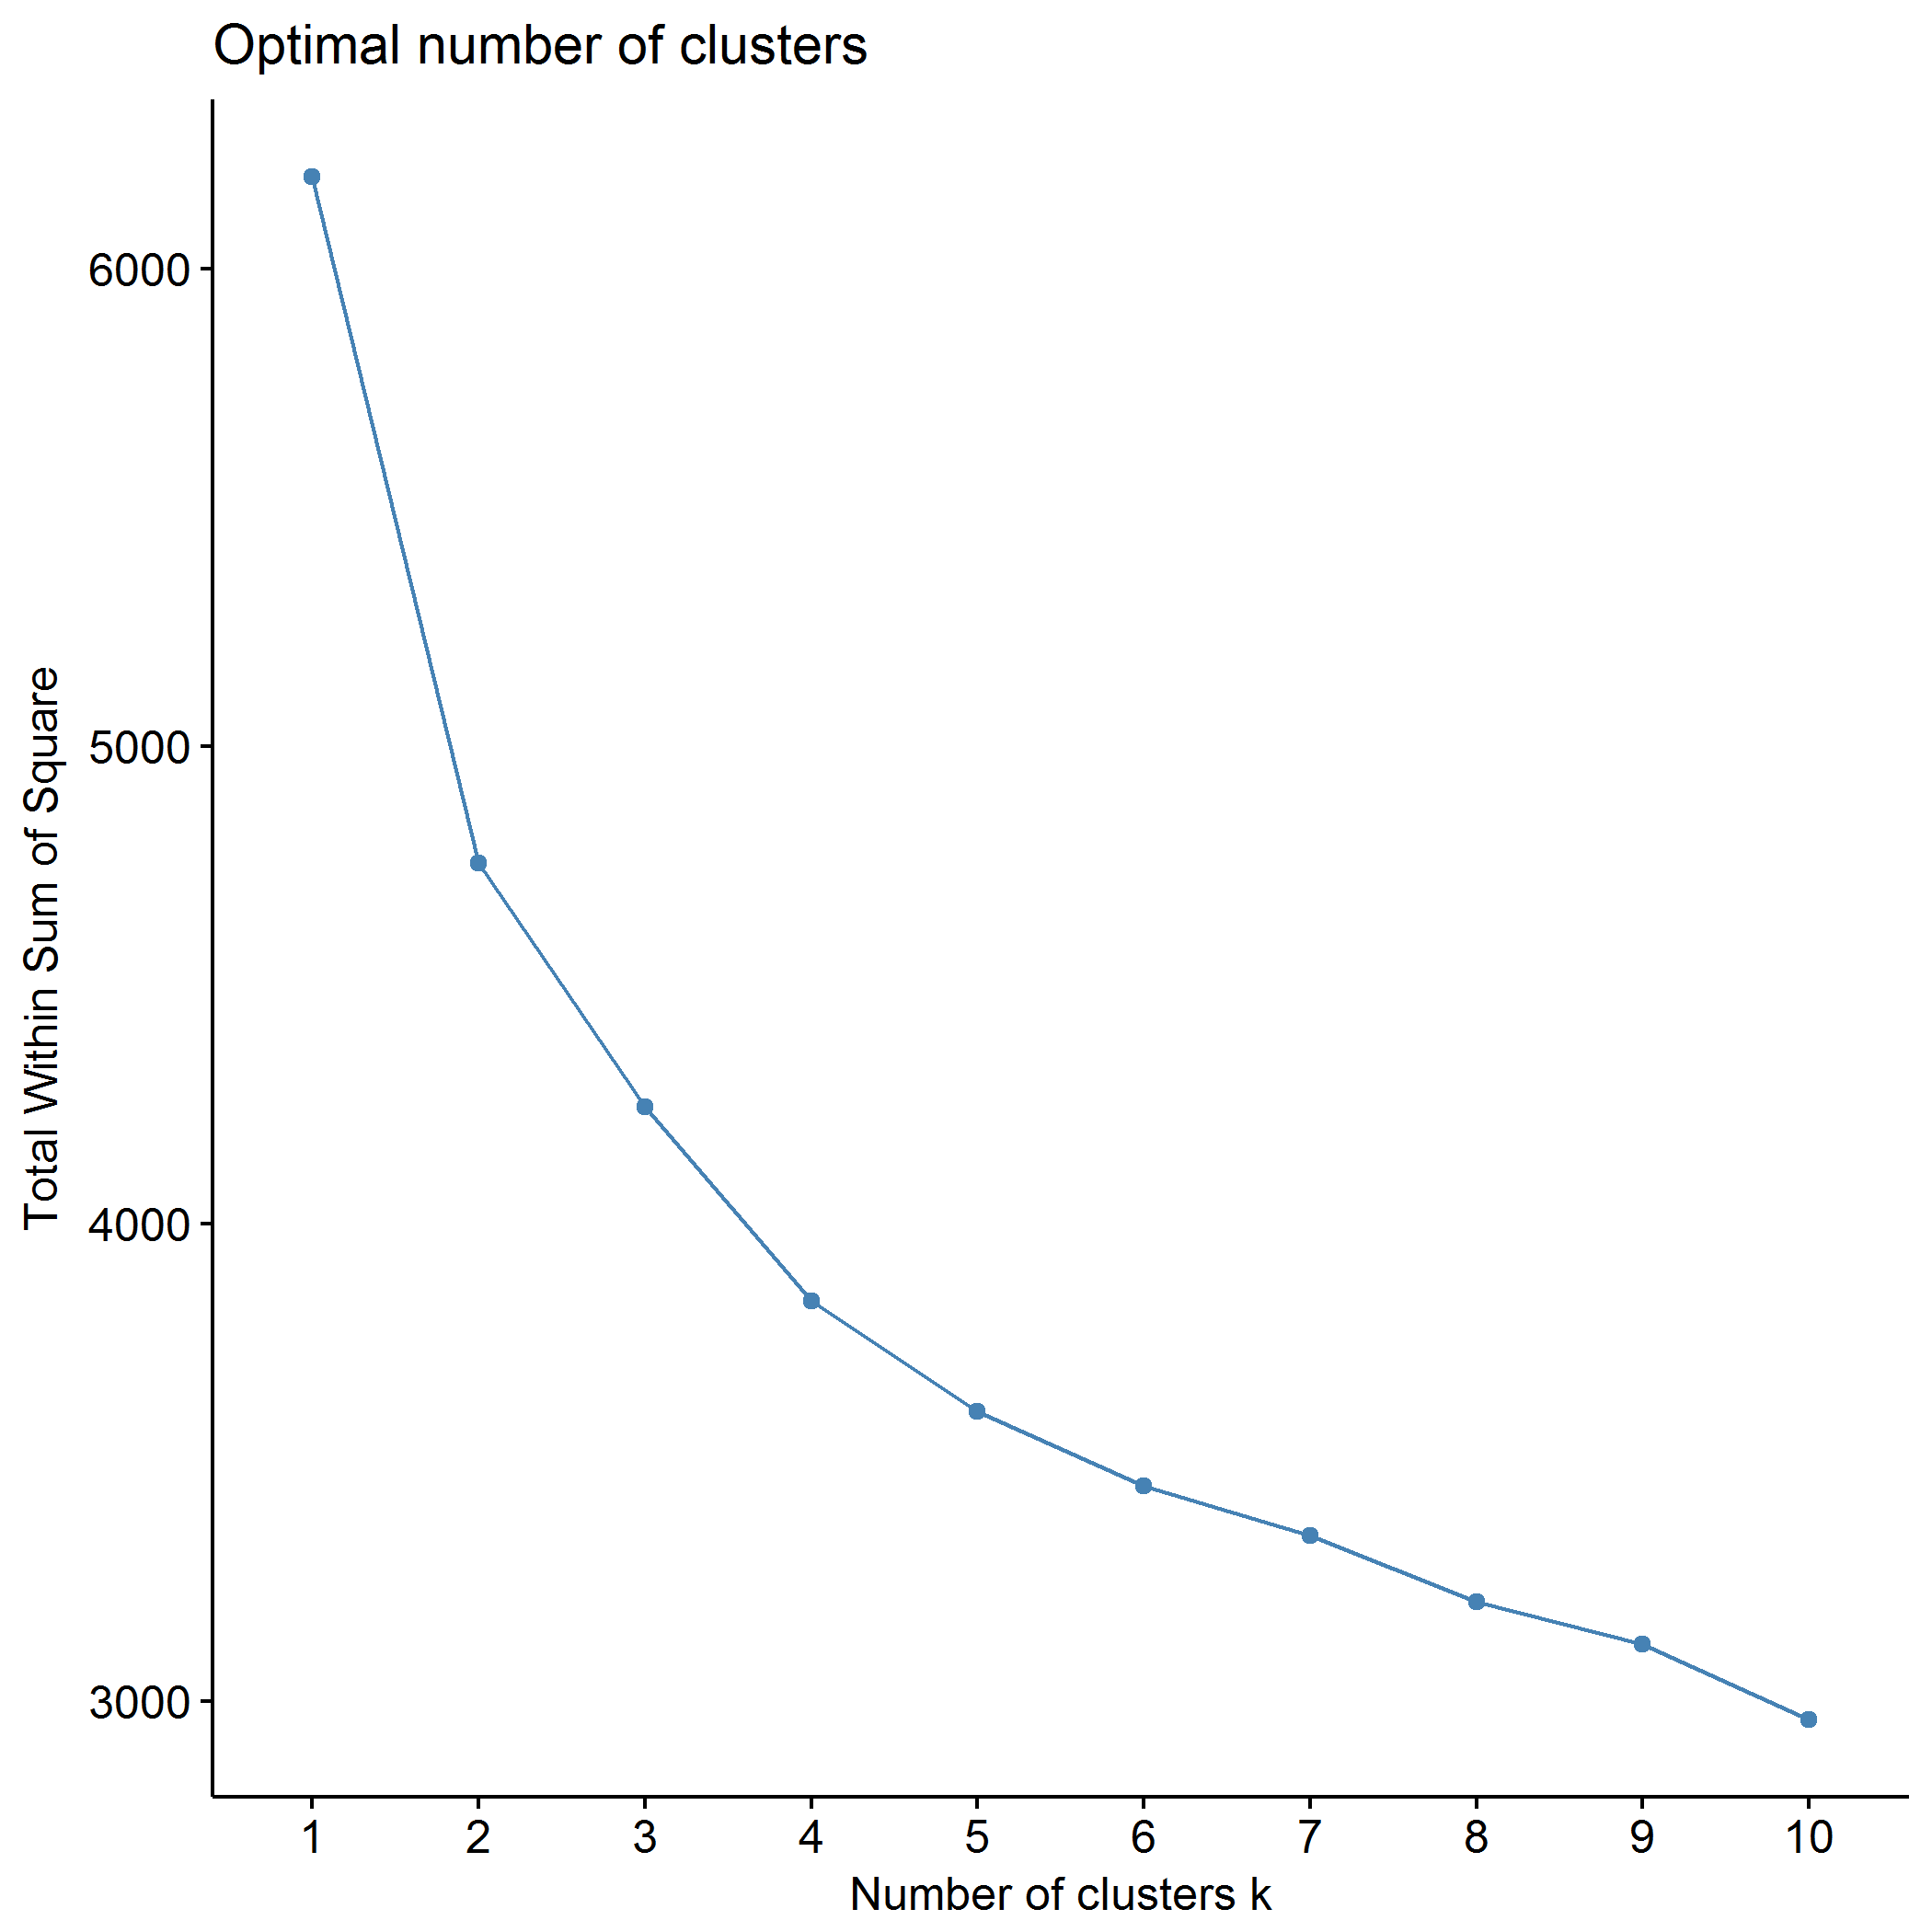 Optimal number of clusters
Total Within Sum of Square
6000
5000
4000
3000
1 2 3 4 5 6 7 8 9 10
Number of clusters k